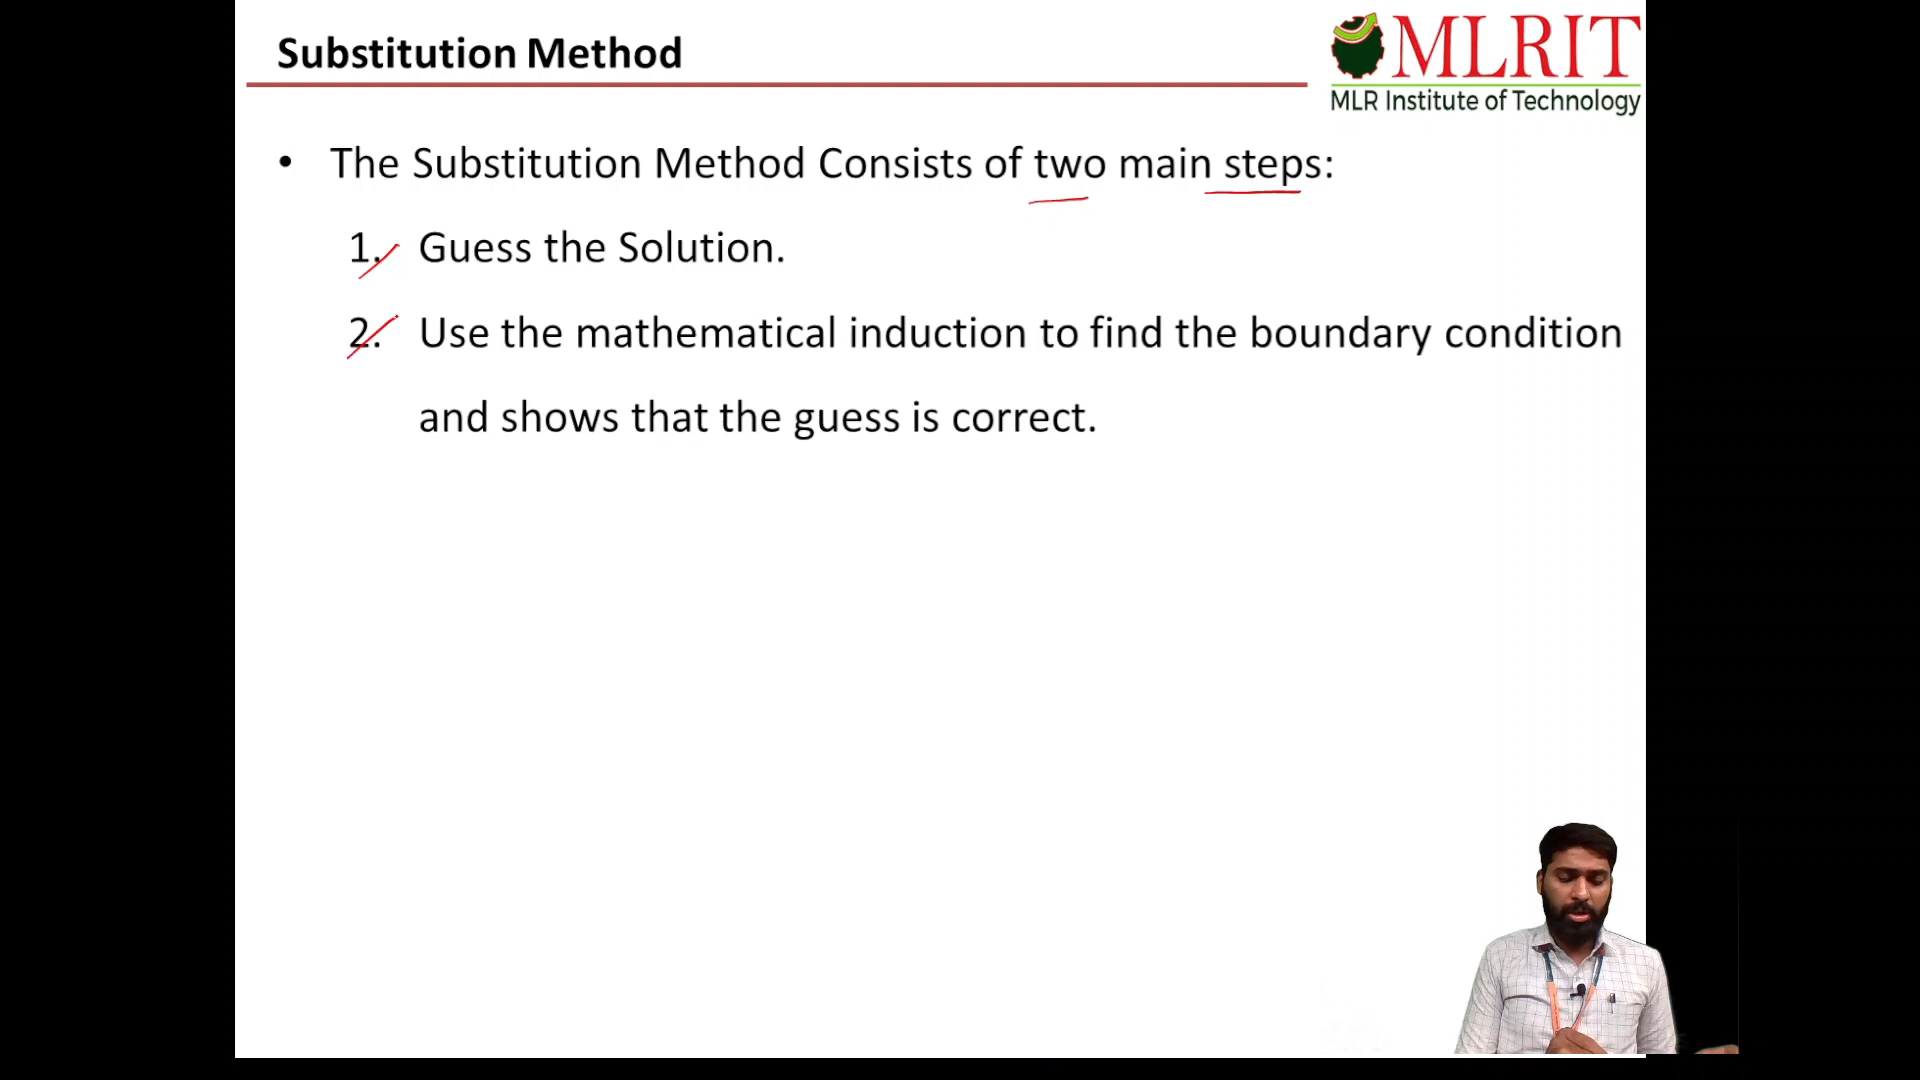 Substitution Method
MLRIT
MLR Institute of Technology
• The Substitution Method Consists of two main steps:
1. Guess the Solution.
2. Use the mathematical induction to find the boundary condition
and shows that the guess is correct.